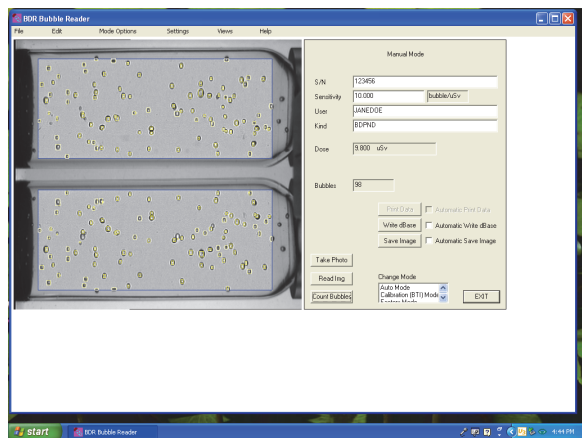 BDR Bubble Reader
File Edit Mode Options Settings Views Help
Manual Mode
S/N 123456
Sensitivity 10.000 bubble/uSv
User JANEDOE
Kind BDPND
Dose 9.800 uSv
Bubbles 98
Print Data Automatic Print Data
Write dBase Automatic Write dBase
Save Image Automatic Save Image
Take Photo
Read Img Change Mode
Auto Mode
Count Bubbles Calibration (BTI) Mode EXIT
start BDR Bubble Reader 4:44 PM